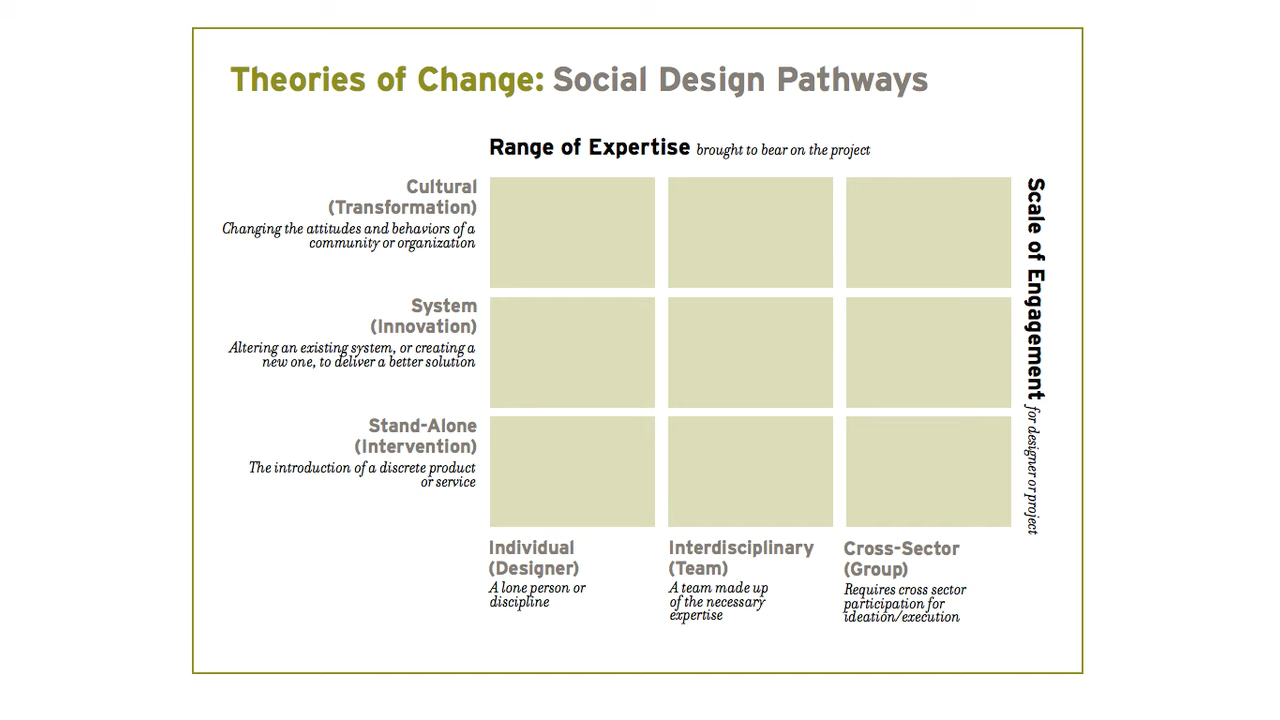 Theories of Change: Social Design Pathways
Range of Expertise brought to bear on the project
Cultural
(Transformation)
Changing the attitudes and behaviors of a
community or organization
System
(Innovation)
Altering an existing system, or creating a
new one, to deliver a better solution
Stand-Alone
(Intervention)
The introduction of a discrete product
or service
Scale of Engagement for designer or project
Individual
(Designer)
A lone person or
discipline
Interdisciplinary
(Team)
A team made up
of the necessary
expertise
Cross-Sector
(Group)
Requires cross sector
participation for
ideation/execution